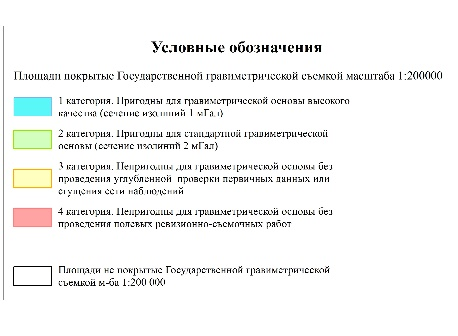 Условные обозначения
Площади покрытые Государственной гравиметрической съемкой масштаба 1:200000
1 категория. Пригодны для гравиметрической основы высокого
качества (сечение изолиний 1 мГал)
2 категория. Пригодны для стандартной гравиметрической
основы (сечение изолиний 2 мГал)
3 категория. Непригодны для гравиметрической основы без
проведения углубленной проверки первичных данных или
сгущения сети наблюдений
4 категория. Непригодны для гравиметрической основы без
проведения полевых ревизионно-съемочных работ
Площади не покрытые Государственной гравиметрической
съемкой м-ба 1:200 000